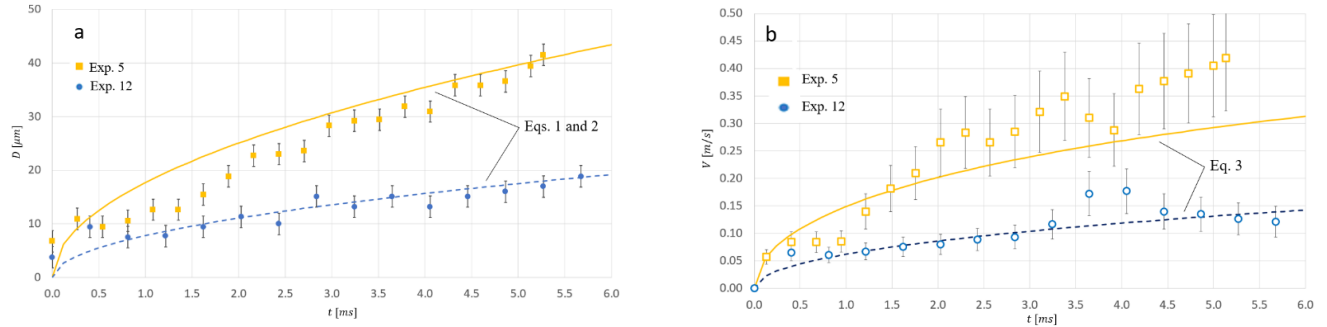 a
50
40
30
20
10
0
D [μm]
Exp. 5
Exp. 12
Eqs. 1 and 2
0.0 0.5 1.0 1.5 2.0 2.5 3.0 3.5 4.0 4.5 5.0 5.5 6.0
t [ms]
b
0.50
0.45
0.40
0.35
0.30
0.25
0.20
0.15
0.10
0.05
0.00
V [m/s]
Exp. 5
Exp. 12
Eq. 3
0.0 0.5 1.0 1.5 2.0 2.5 3.0 3.5 4.0 4.5 5.0 5.5 6.0
t [ms]